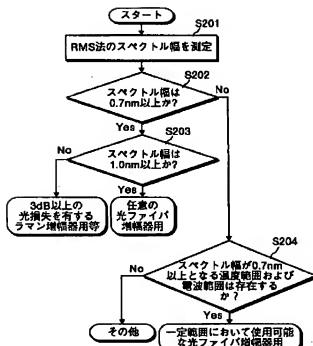 スタート
S201
RMS法のスペクトル幅を測定
S202
スペクトル幅は
0.7nm以上か?
No
Yes
S203
スペクトル幅は
1.0nm以上か?
No
Yes
3dB以上の
光損失を有する
ラマン増幅器用等
任意の
光ファイバ
増幅器用
S204
スペクトル幅が0.7nm
以上となる温度範囲および
電波範囲は存在する
か?
No
Yes
その他
一定範囲において使用可能
な光ファイバ増幅器用